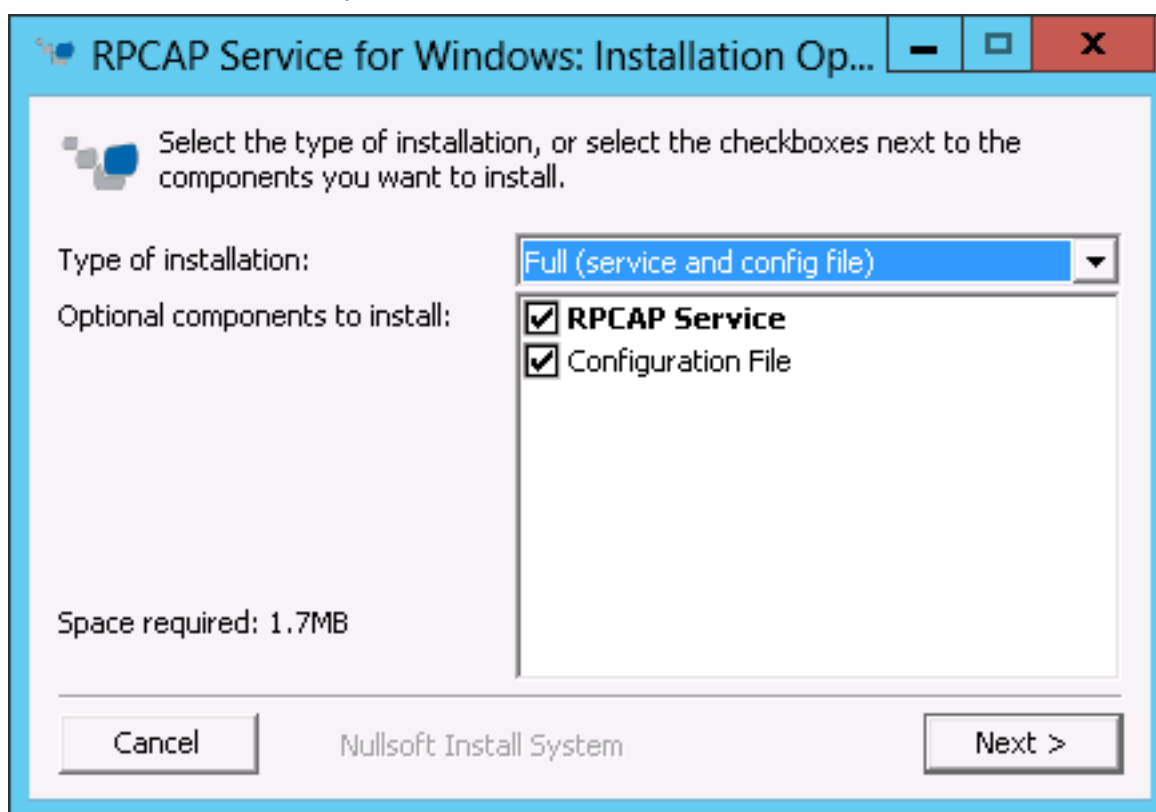 RPCAP Service for Windows: Installation Op...
Select the type of installation, or select the checkboxes next to the
components you want to install.
Type of installation:
Full (service and config file)
Optional components to install:
RPCAP Service
Configuration File
Space required: 1.7MB
Cancel
Nullsoft Install System
Next >